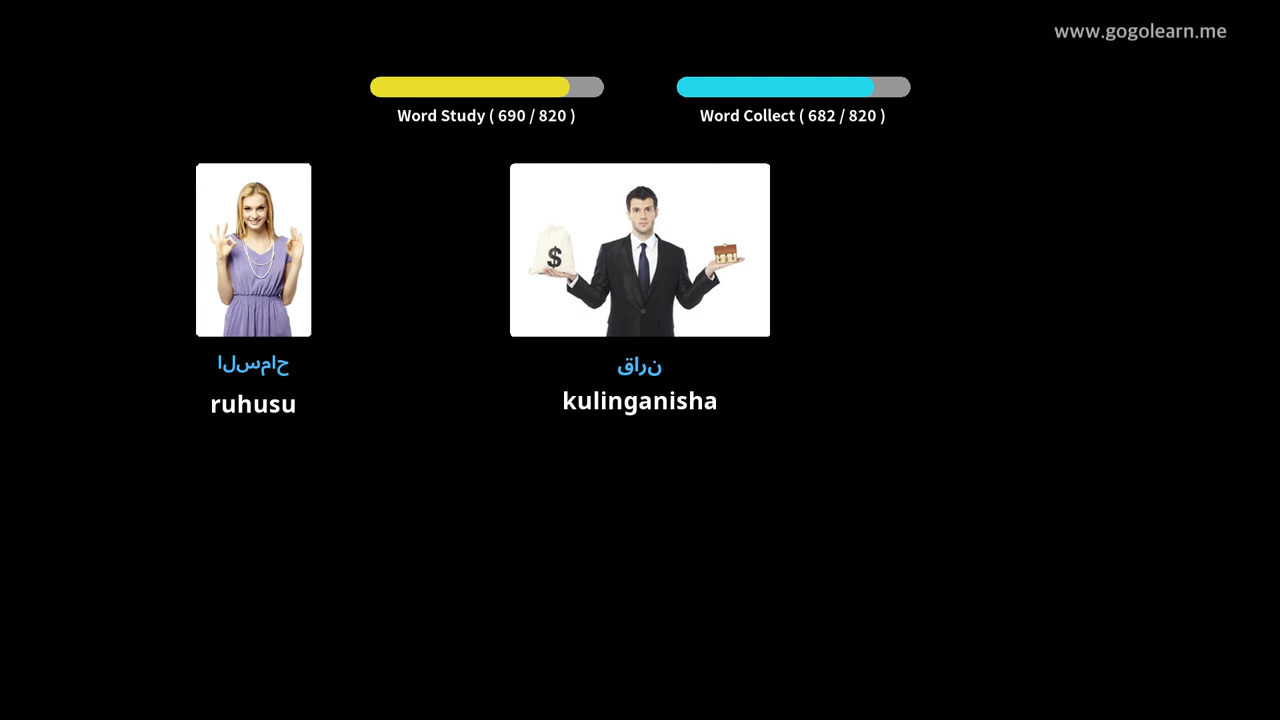 www.gogolearn.me
Word Study ( 690 / 820 )
Word Collect ( 682 / 820 )
السماح
ruhusu
قارن
kulinganisha